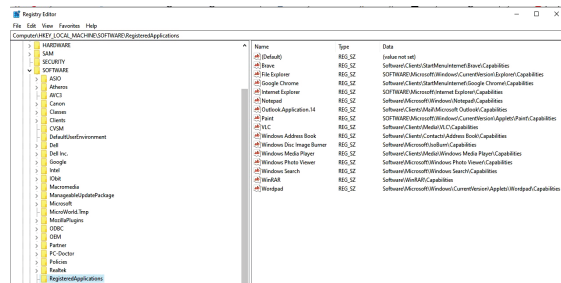 Registry Editor
File Edit View Favorites Help
Computer\HKEY_LOCAL_MACHINE\SOFTWARE\RegisteredApplications
HARDWARE
SAM
SECURITY
SOFTWARE
ASIO
Atheros
AVC3
Canon
Classes
Clients
CVSM
DefaultUserEnvironment
Dell
Dell Inc.
Google
Intel
IObit
Macromedia
ManageableUpdatePackage
Microsoft
MicroWorld.Tmp
MozillaPlugins
ODBC
OEM
Partner
PC-Doctor
Policies
Realtek
RegisteredApplications
Name Type Data
(Default) REG_SZ (value not set)
Brave REG_SZ Software\Clients\StartMenuInternet\Brave\Capabilities
File Explorer REG_SZ SOFTWARE\Microsoft\Windows\CurrentVersion\Explorer\Capabilities
Google Chrome REG_SZ Software\Clients\StartMenuInternet\Google Chrome\Capabilities
Internet Explorer REG_SZ SOFTWARE\Microsoft\Internet Explorer\Capabilities
Notepad REG_SZ Software\Microsoft\Windows\Notepad\Capabilities
Outlook.Application.14 REG_SZ Software\Clients\Mail\Microsoft Outlook\Capabilities
Paint REG_SZ SOFTWARE\Microsoft\Windows\CurrentVersion\Applets\Paint\Capabilities
VLC REG_SZ Software\Clients\Media\VLC\Capabilities
Windows Address Book REG_SZ Software\Clients\Contacts\Address Book\Capabilities
Windows Disc Image Burner REG_SZ Software\Microsoft\IsoBurn\Capabilities
Windows Media Player REG_SZ Software\Clients\Media\Windows Media Player\Capabilities
Windows Photo Viewer REG_SZ Software\Microsoft\Windows Photo Viewer\Capabilities
Windows Search REG_SZ Software\Microsoft\Windows Search\Capabilities
WinRAR REG_SZ Software\WinRAR\Capabilities
Wordpad REG_SZ Software\Microsoft\Windows\CurrentVersion\Applets\Wordpad\Capabilities